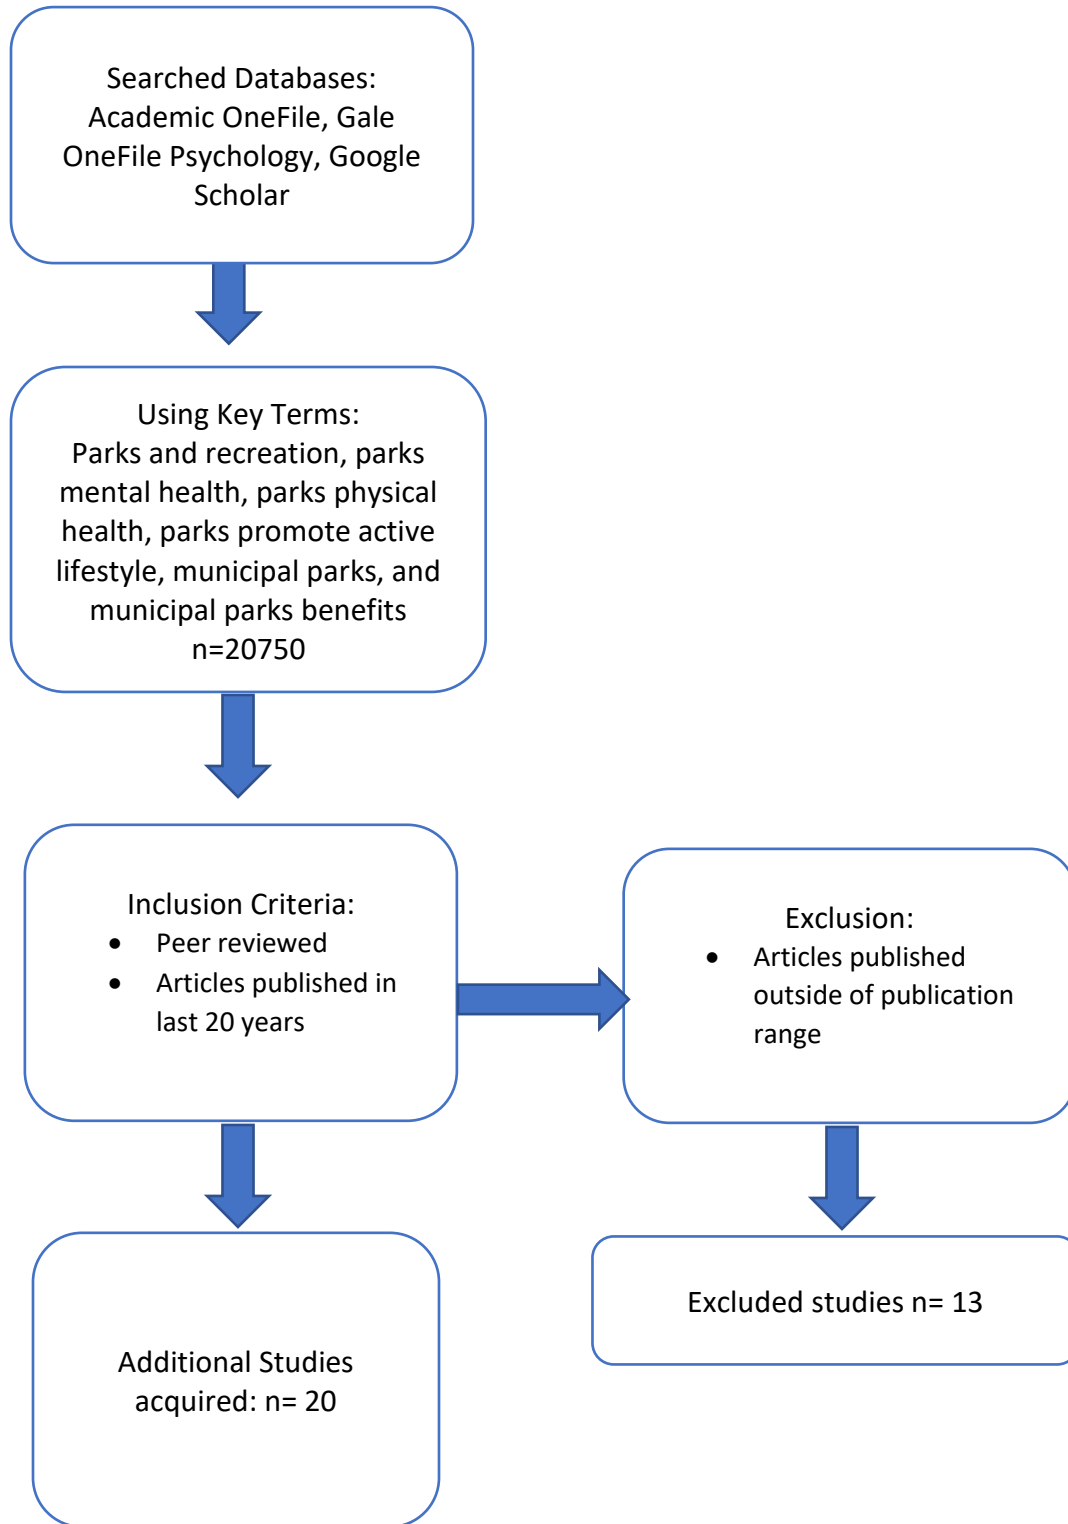 Searched Databases:
Academic OneFile, Gale
OneFile Psychology, Google
Scholar
Using Key Terms:
Parks and recreation, parks
mental health, parks physical
health, parks promote active
lifestyle, municipal parks, and
municipal parks benefits
n=20750
Inclusion Criteria:
• Peer reviewed
• Articles published in
last 20 years
Exclusion:
• Articles published
outside of publication
range
Additional Studies
acquired: n= 20
Excluded studies n= 13